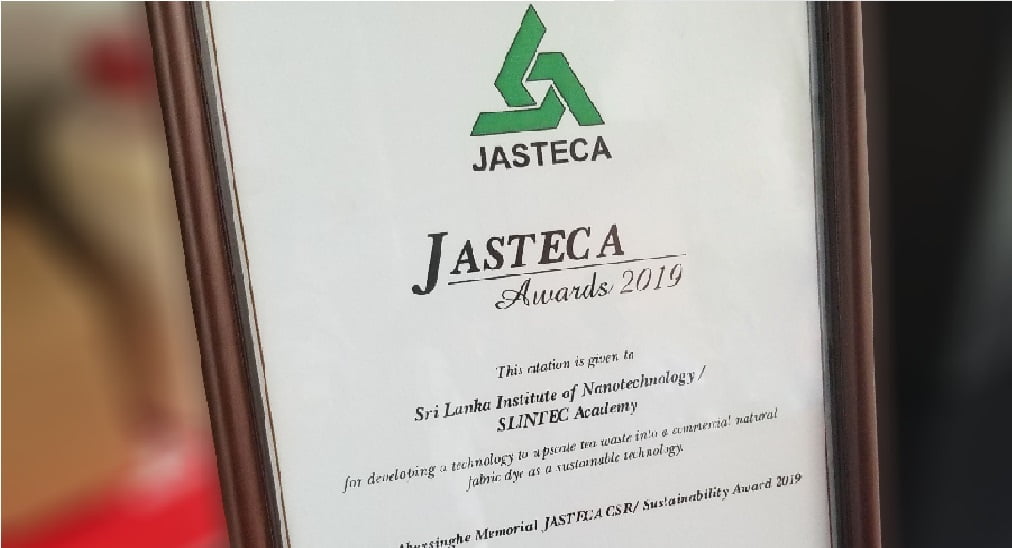 JASTECA
JASTECA
Awards 2019
This citation is given to
Sri Lanka Institute of Nanotechnology /
SLINTEC Academy
for developing a technology to upscale tea waste into a commercial natural
fabric dye as a sustainable technology.
Memorial JASTECA CSR/ Sustainability Award 2019